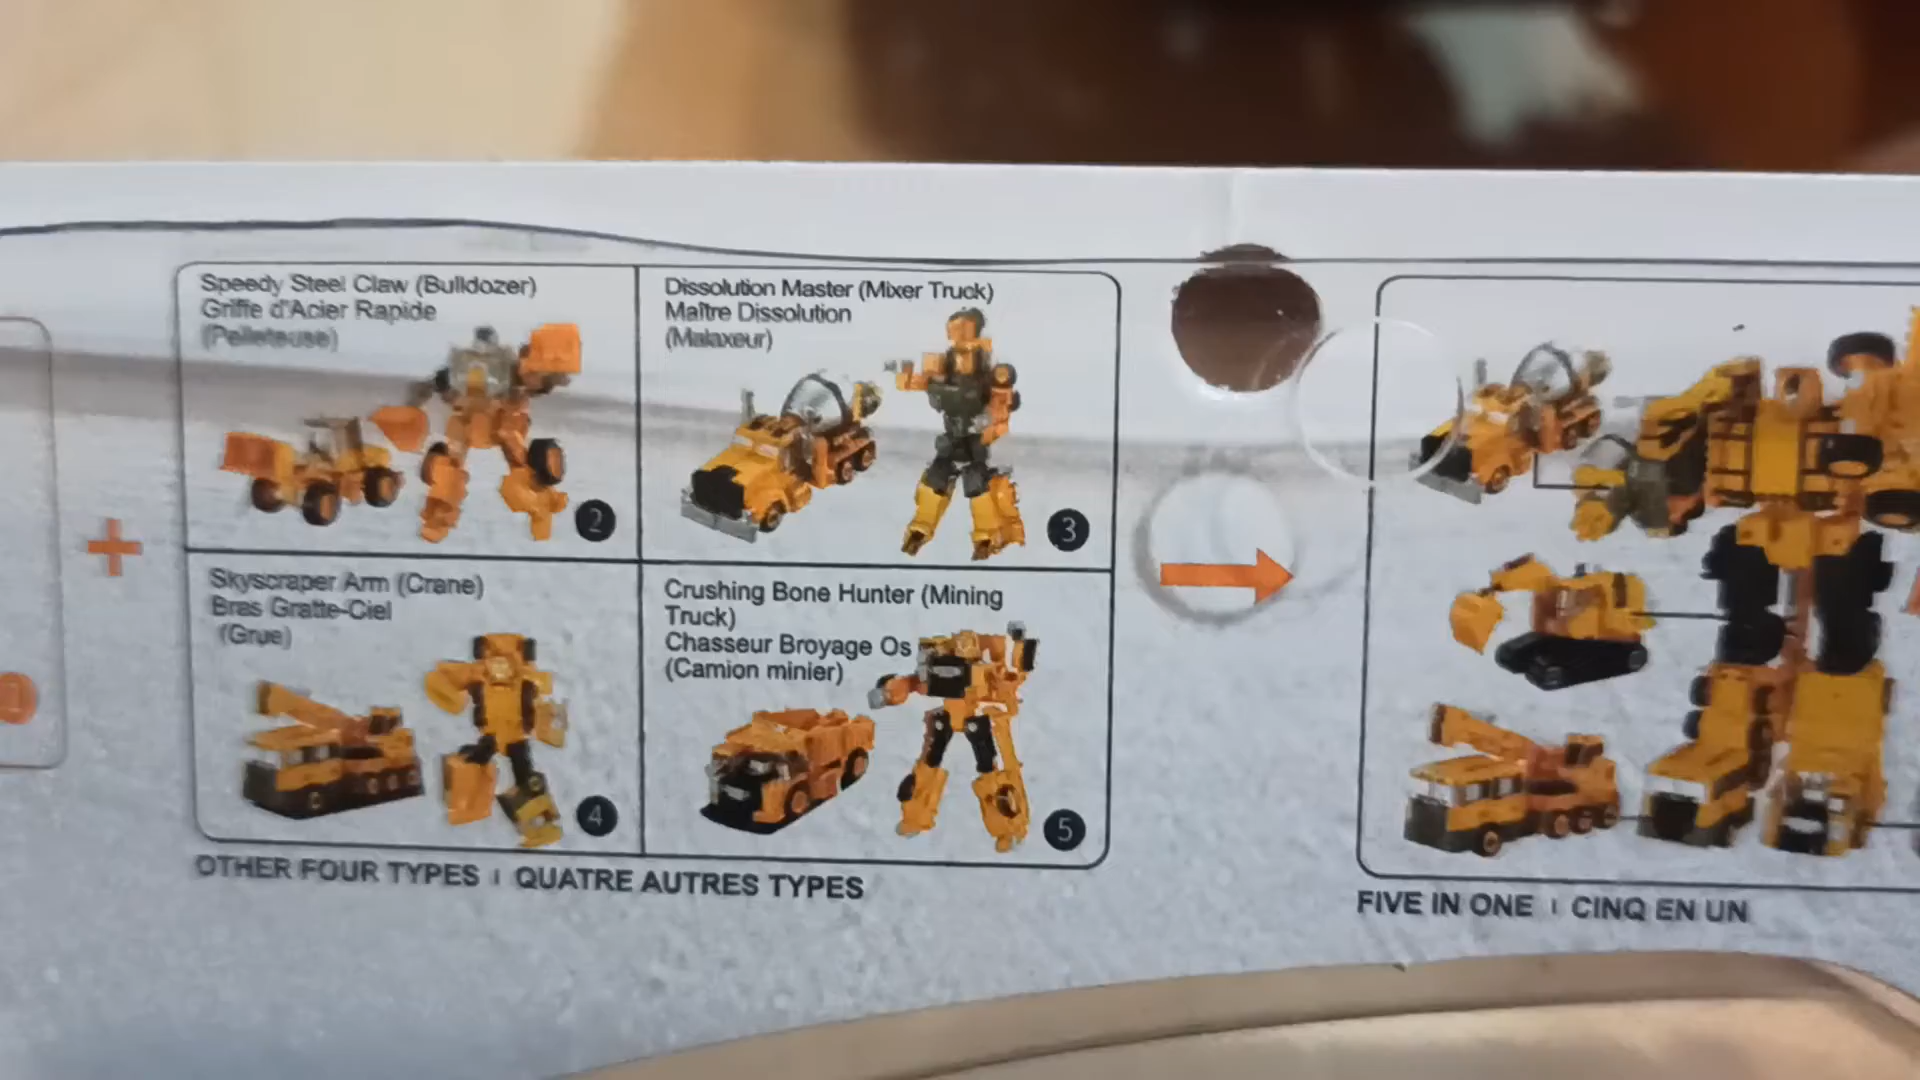 Speedy Steel Claw (Bulldozer)
Griffe d'Acier Rapide
(Pelleteuse)
2
Dissolution Master (Mixer Truck)
Maître Dissolution
(Malaxeur)
3
Skyscraper Arm (Crane)
Bras Gratte-Ciel
(Grue)
4
Crushing Bone Hunter (Mining
Truck)
Chasseur Broyage Os
(Camion minier)
5
OTHER FOUR TYPES | QUATRE AUTRES TYPES
FIVE IN ONE | CINQ EN UN